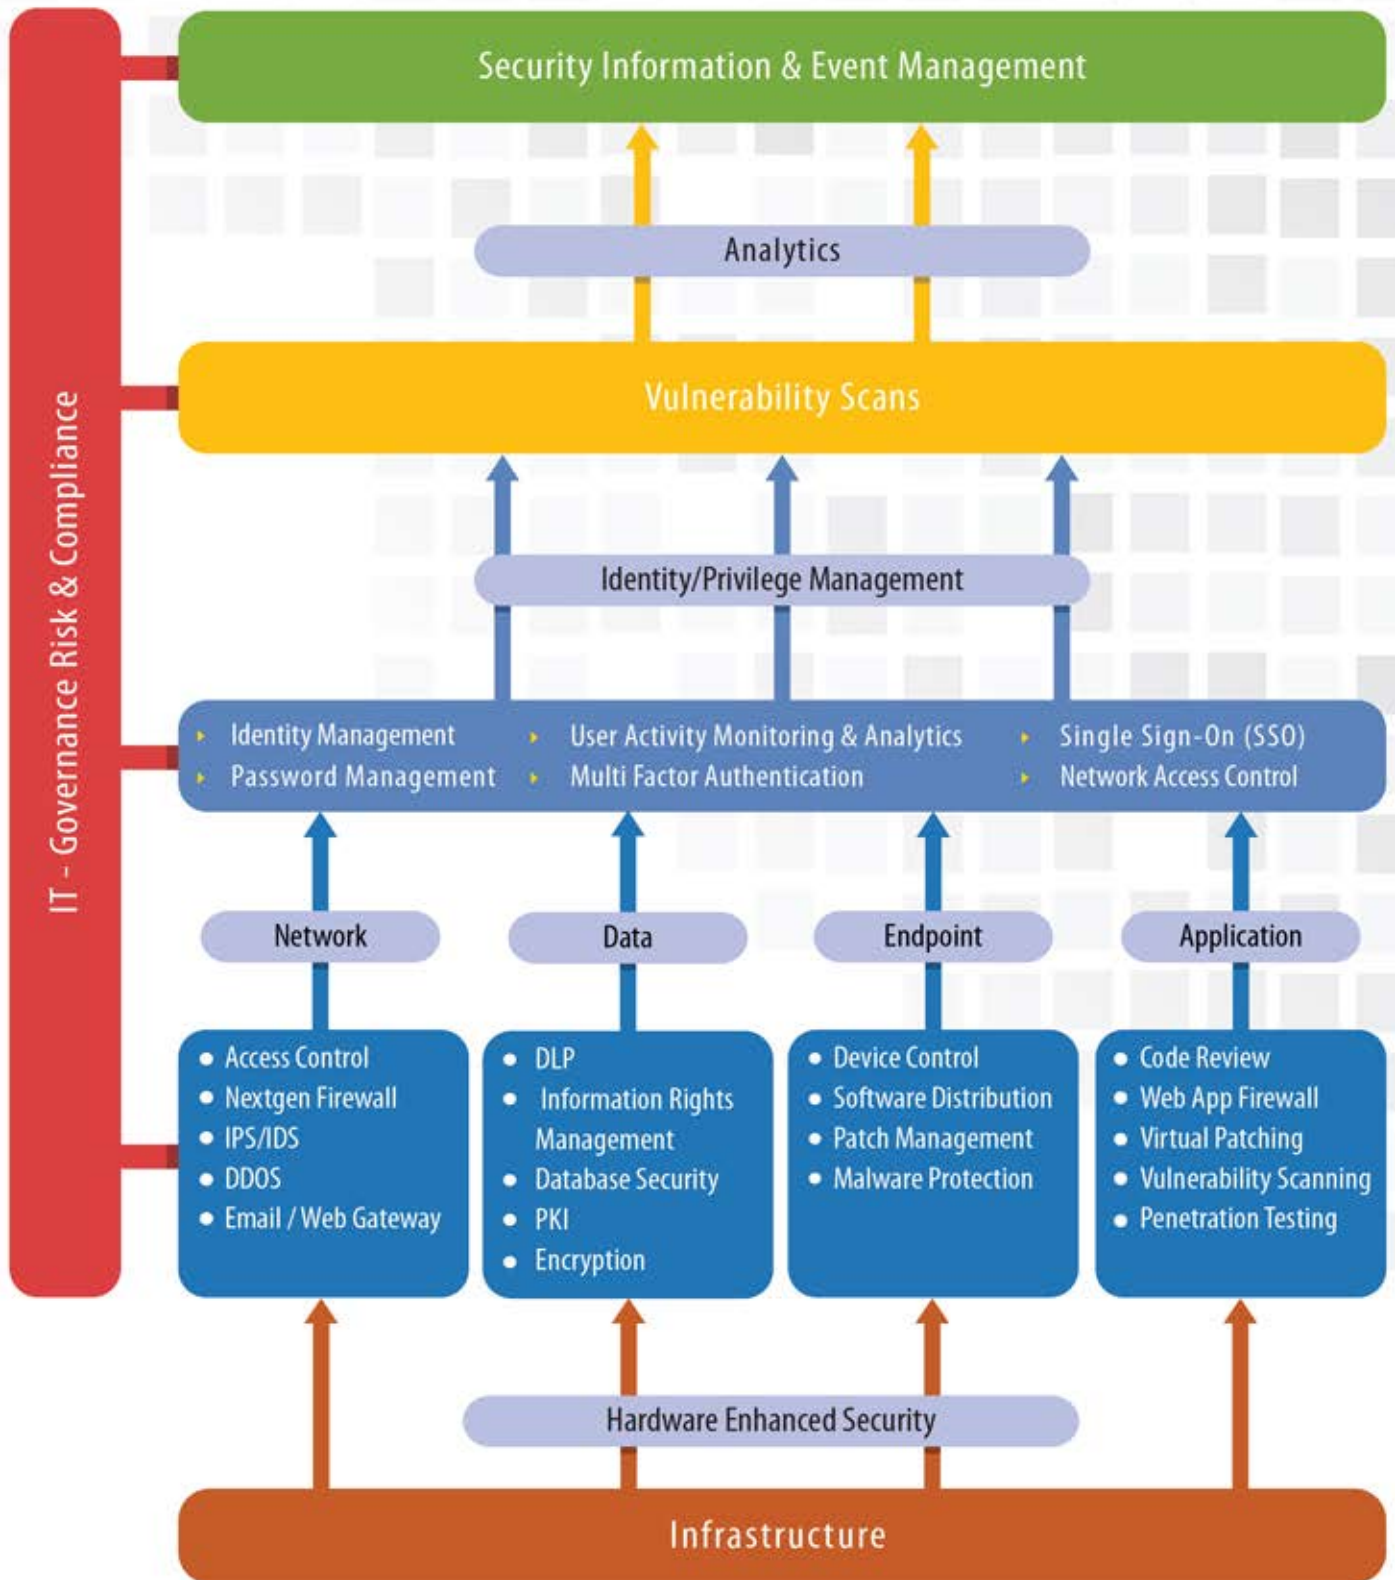 Security Information & Event Management
Analytics
Vulnerability Scans
IT - Governance Risk & Compliance
Identity/Privilege Management
Identity Management
Password Management
User Activity Monitoring & Analytics
Multi Factor Authentication
Single Sign-On (SSO)
Network Access Control
Network
Data
Endpoint
Application
Access Control
Nextgen Firewall
IPS/IDS
DDOS
Email / Web Gateway
DLP
Information Rights
Management
Database Security
PKI
Encryption
Device Control
Software Distribution
Patch Management
Malware Protection
Code Review
Web App Firewall
Virtual Patching
Vulnerability Scanning
Penetration Testing
Hardware Enhanced Security
Infrastructure